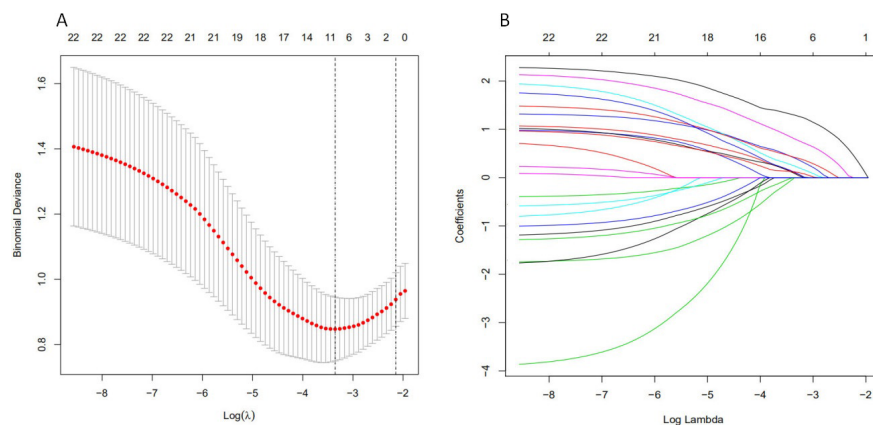 A
22 22 22 22 22 21 21 19 18 17 14 11 6 3 2 0
Binomial Deviance
1.6
1.4
1.2
1.0
0.8
−8 −7 −6 −5 −4 −3 −2
Log(λ)
B
22 22 21 18 16 6 1
Coefficients
2
1
0
−1
−2
−3
−4
−8 −7 −6 −5 −4 −3 −2
Log Lambda